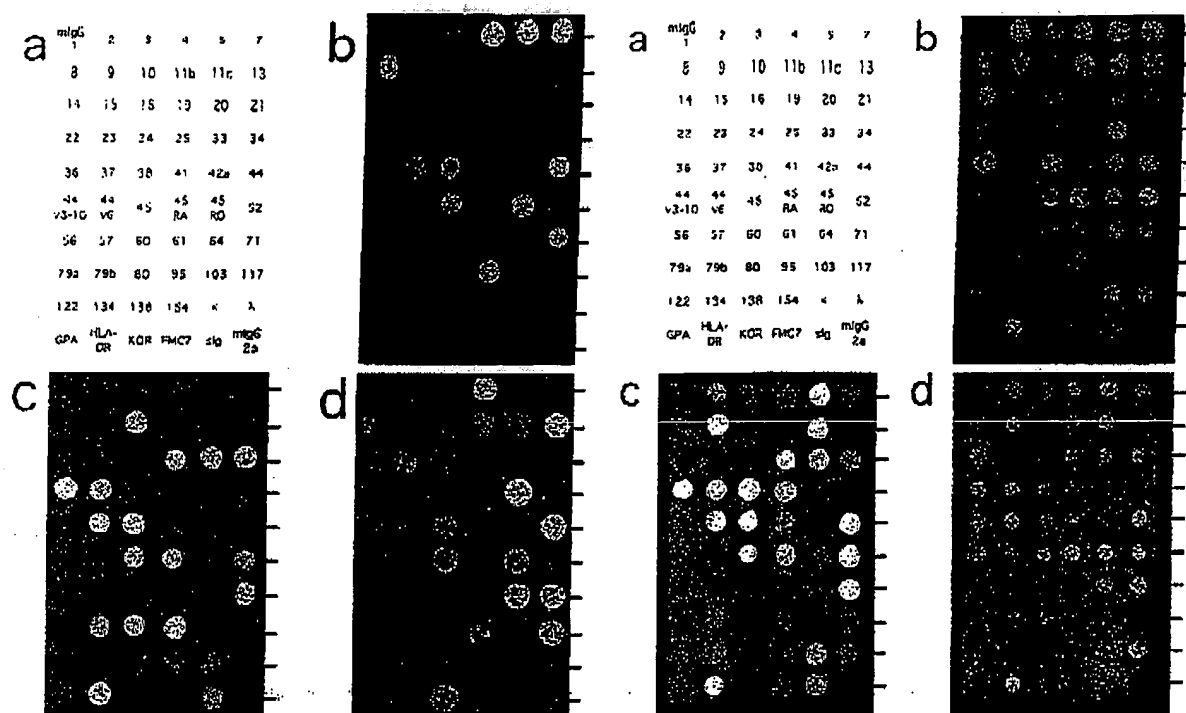 a
b
mIgG 1 2 3 4 5 7
8 9 10 11b 11c 13
14 15 16 19 20 21
22 23 24 25 33 34
36 37 38 41 42a 44
44 v3-10 44 v6 45 45 RA 45 RO 52
56 57 60 61 64 71
79a 79b 80 95 103 117
122 134 138 154 κ λ
GPA HLA-DR KOR FMC7 sIg mIgG 2a
a
b
mIgG 1 2 3 4 5 7
8 9 10 11b 11c 13
14 15 16 19 20 21
22 23 24 25 33 34
36 37 38 41 42a 44
44 v3-10 44 v6 45 45 RA 45 RO 52
56 57 60 61 64 71
79a 79b 80 95 103 117
122 134 138 154 κ λ
GPA HLA-DR KOR FMC7 sIg mIgG 2a
c
d
c
d